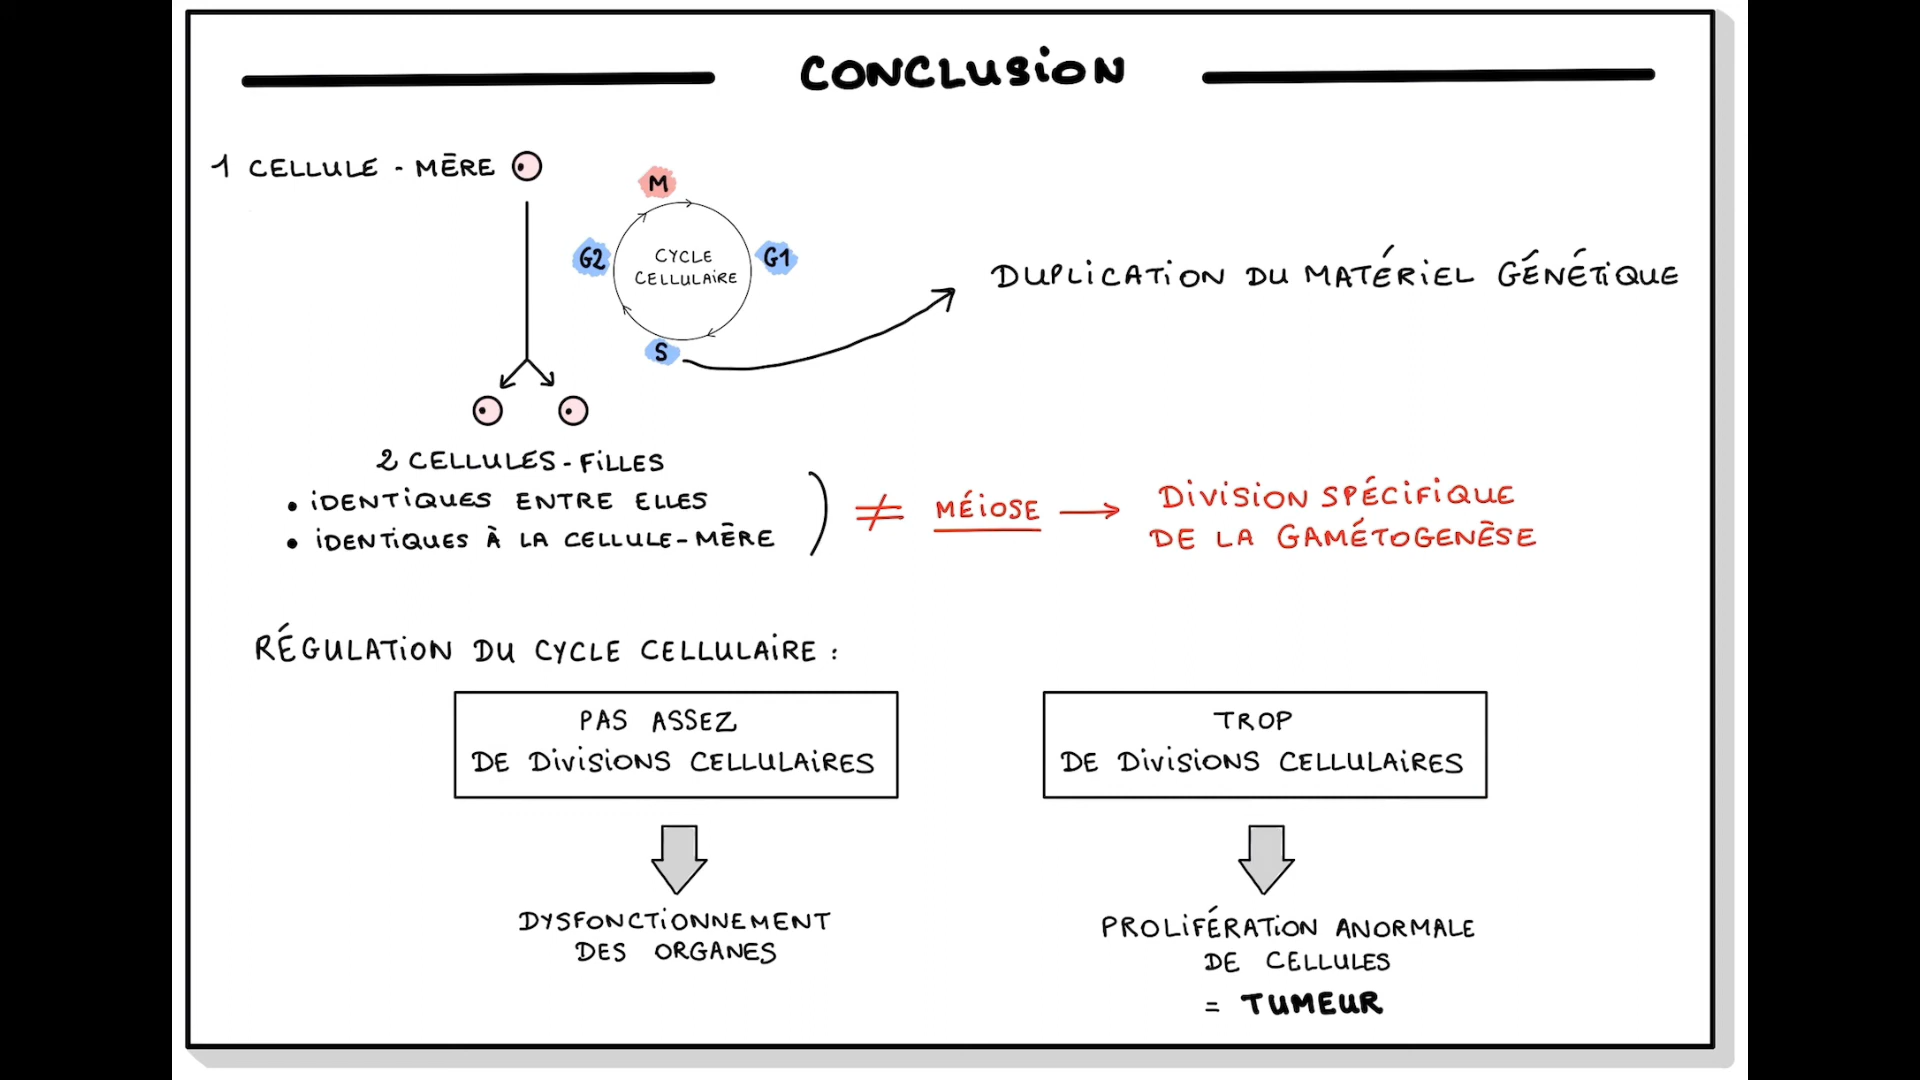 CONCLUSION
1 CELLULE - MÈRE
M
G2
CYCLE
CELLULAIRE
G1
S
DUPLICATION DU MATÉRIEL GÉNÉTIQUE
2 CELLULES-FILLES
• IDENTIQUES ENTRE ELLES
• IDENTIQUES À LA CELLULE-MÈRE
≠ MÉIOSE → DIVISION SPÉCIFIQUE
DE LA GAMÉTOGENÈSE
RÉGULATION DU CYCLE CELLULAIRE :
PAS ASSEZ
DE DIVISIONS CELLULAIRES
TROP
DE DIVISIONS CELLULAIRES
DYSFONCTIONNEMENT
DES ORGANES
PROLIFÉRATION ANORMALE
DE CELLULES
= TUMEUR